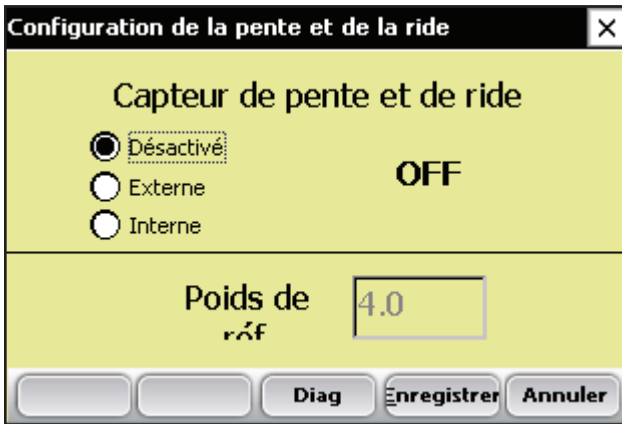 Configuration de la pente et de la ride
Capteur de pente et de ride
Désactivé
OFF
Externe
Interne
Poids de
réf
4.0
Diag
Enregistrer
Annuler